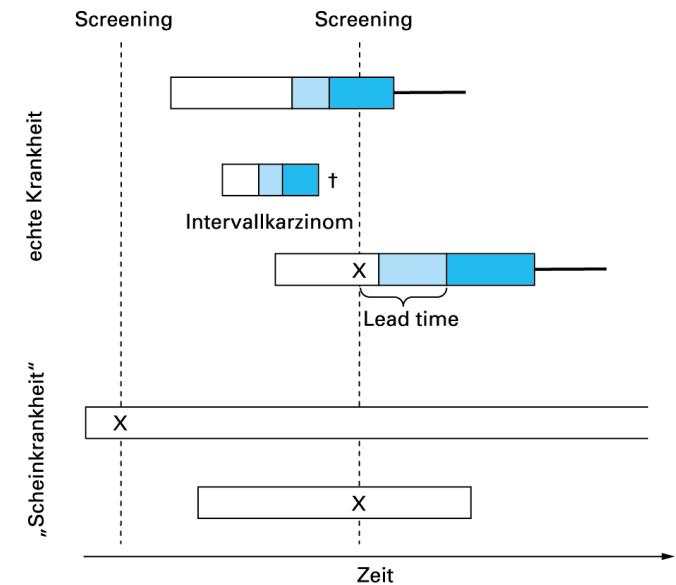 Screening
Screening
echte Krankheit
†
Intervallkarzinom
X
Lead time
„Scheinkrankheit“
X
X
Zeit